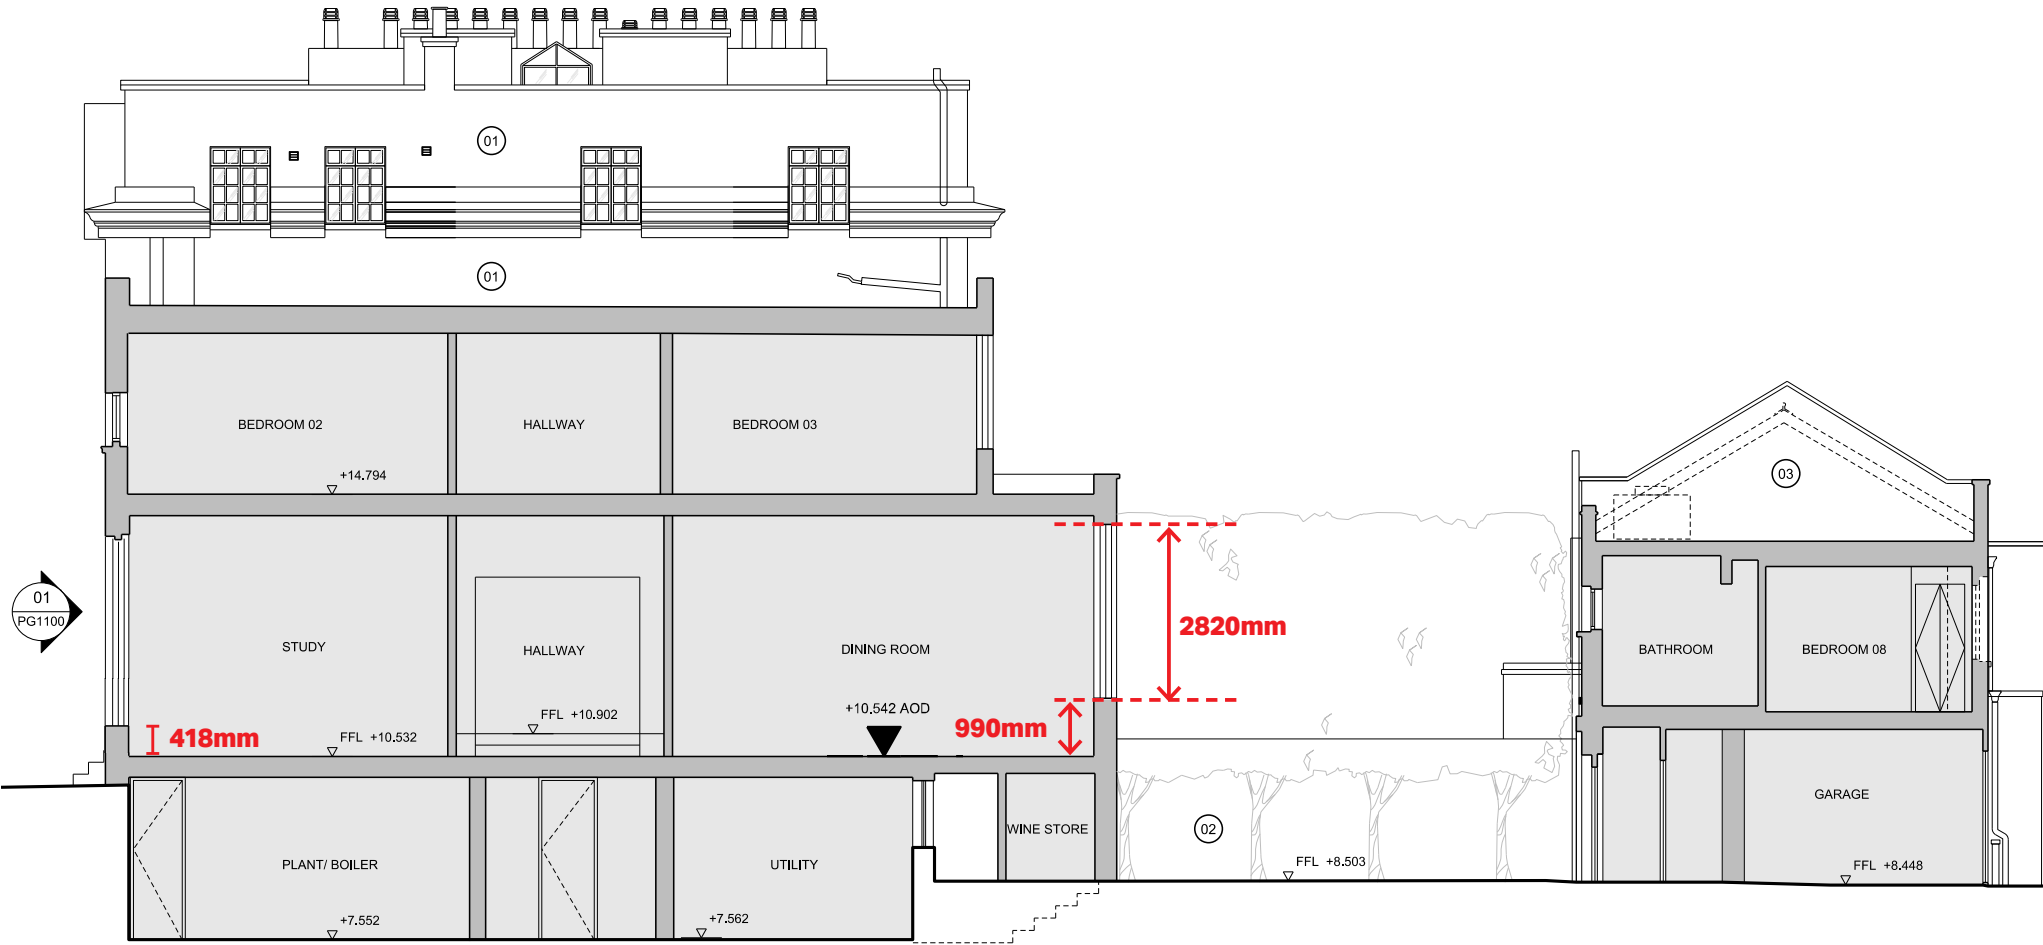 01
01
BEDROOM 02
HALLWAY
BEDROOM 03
+14.794
03
01
PG1100
STUDY
HALLWAY
DINING ROOM
2820mm
BATHROOM
BEDROOM 08
+10.542 AOD
FFL +10.902
990mm
418mm
FFL +10.532
GARAGE
WINE STORE
02
PLANT/ BOILER
UTILITY
FFL +8.503
FFL +8.448
+7.552
+7.562